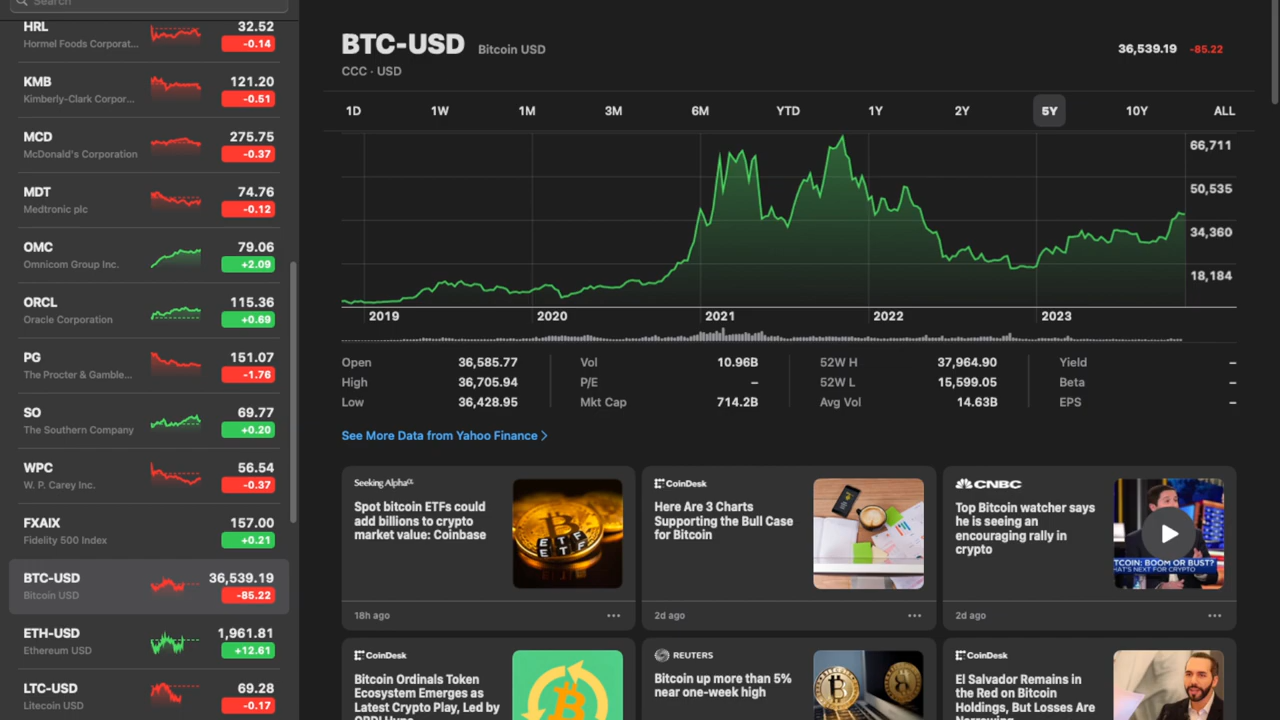 Search
HRL
32.52
Hormel Foods Corporat...
-0.14
KMB
121.20
Kimberly-Clark Corpor...
-0.51
MCD
275.75
McDonald's Corporation
-0.37
MDT
74.76
Medtronic plc
-0.12
OMC
79.06
Omnicom Group Inc.
+2.09
ORCL
115.36
Oracle Corporation
+0.69
PG
151.07
The Procter & Gamble...
-1.76
SO
69.77
The Southern Company
+0.20
WPC
56.54
W. P. Carey Inc.
-0.37
FXAIX
157.00
Fidelity 500 Index
+0.21
BTC-USD
36,539.19
Bitcoin USD
-85.22
ETH-USD
1,961.81
Ethereum USD
+12.61
LTC-USD
69.28
Litecoin USD
-0.17
BTC-USD Bitcoin USD
36,539.19 -85.22
CCC · USD
1D 1W 1M 3M 6M YTD 1Y 2Y 5Y 10Y ALL
66,711
50,535
34,360
18,184
2019 2020 2021 2022 2023
Open 36,585.77 Vol 10.96B 52W H 37,964.90 Yield –
High 36,705.94 P/E – 52W L 15,599.05 Beta –
Low 36,428.95 Mkt Cap 714.2B Avg Vol 14.63B EPS –
See More Data from Yahoo Finance >
Seeking Alpha
Spot bitcoin ETFs could
add billions to crypto
market value: Coinbase
ETF
ETF
18h ago
CoinDesk
Here Are 3 Charts
Supporting the Bull Case
for Bitcoin
2d ago
CNBC
Top Bitcoin watcher says
he is seeing an
encouraging rally in
crypto
TCOIN: BOOM OR BUST?
HAT'S NEXT FOR CRYPTO
2d ago
CoinDesk
Bitcoin Ordinals Token
Ecosystem Emerges as
Latest Crypto Play, Led by
REUTERS
Bitcoin up more than 5%
near one-week high
CoinDesk
El Salvador Remains in
the Red on Bitcoin
Holdings, But Losses Are